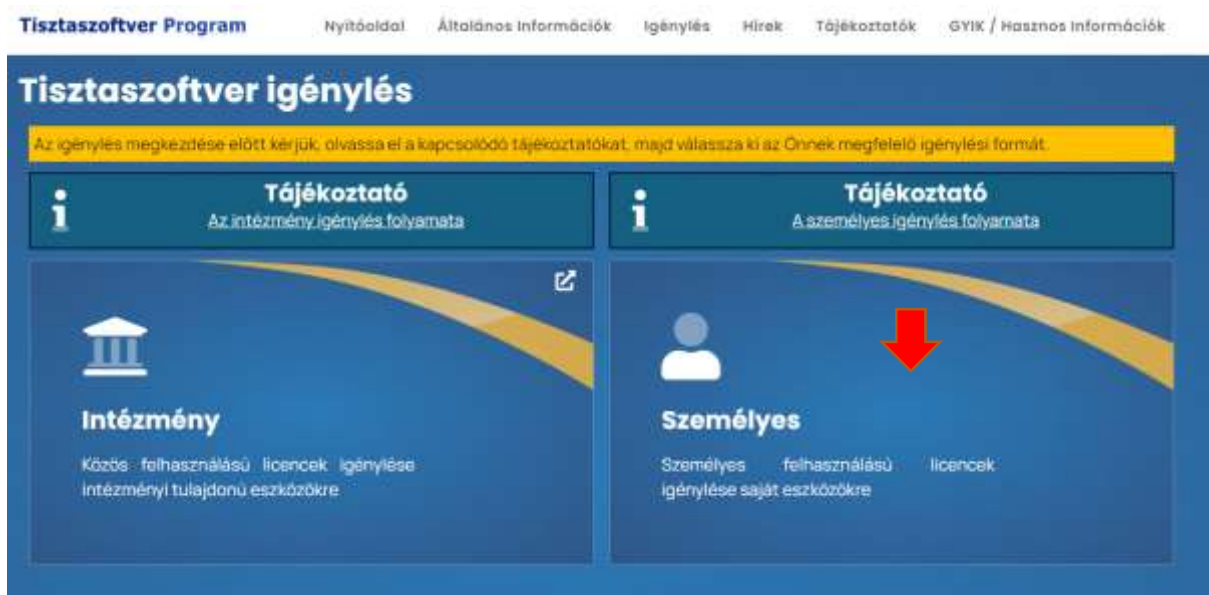 Tisztaszoftver Program
Nyitóoldal Általános Információk Igénylés Hírek Tájékoztatók GYIK / Hasznos Információk
Tisztaszoftver igénylés
Az igénylés megkezdése előtt kérjük, olvassa el a kapcsolódó tájékoztatókat, majd válassza ki az Önnek megfelelő igénylési formát.
Tájékoztató
Az intézmény igénylés folyamata
Tájékoztató
A személyes igénylés folyamata
Intézmény
Közös felhasználású licencek igénylése
intézményi tulajdonú eszközökre
Személyes
Személyes felhasználású licencek
igénylése saját eszközökre